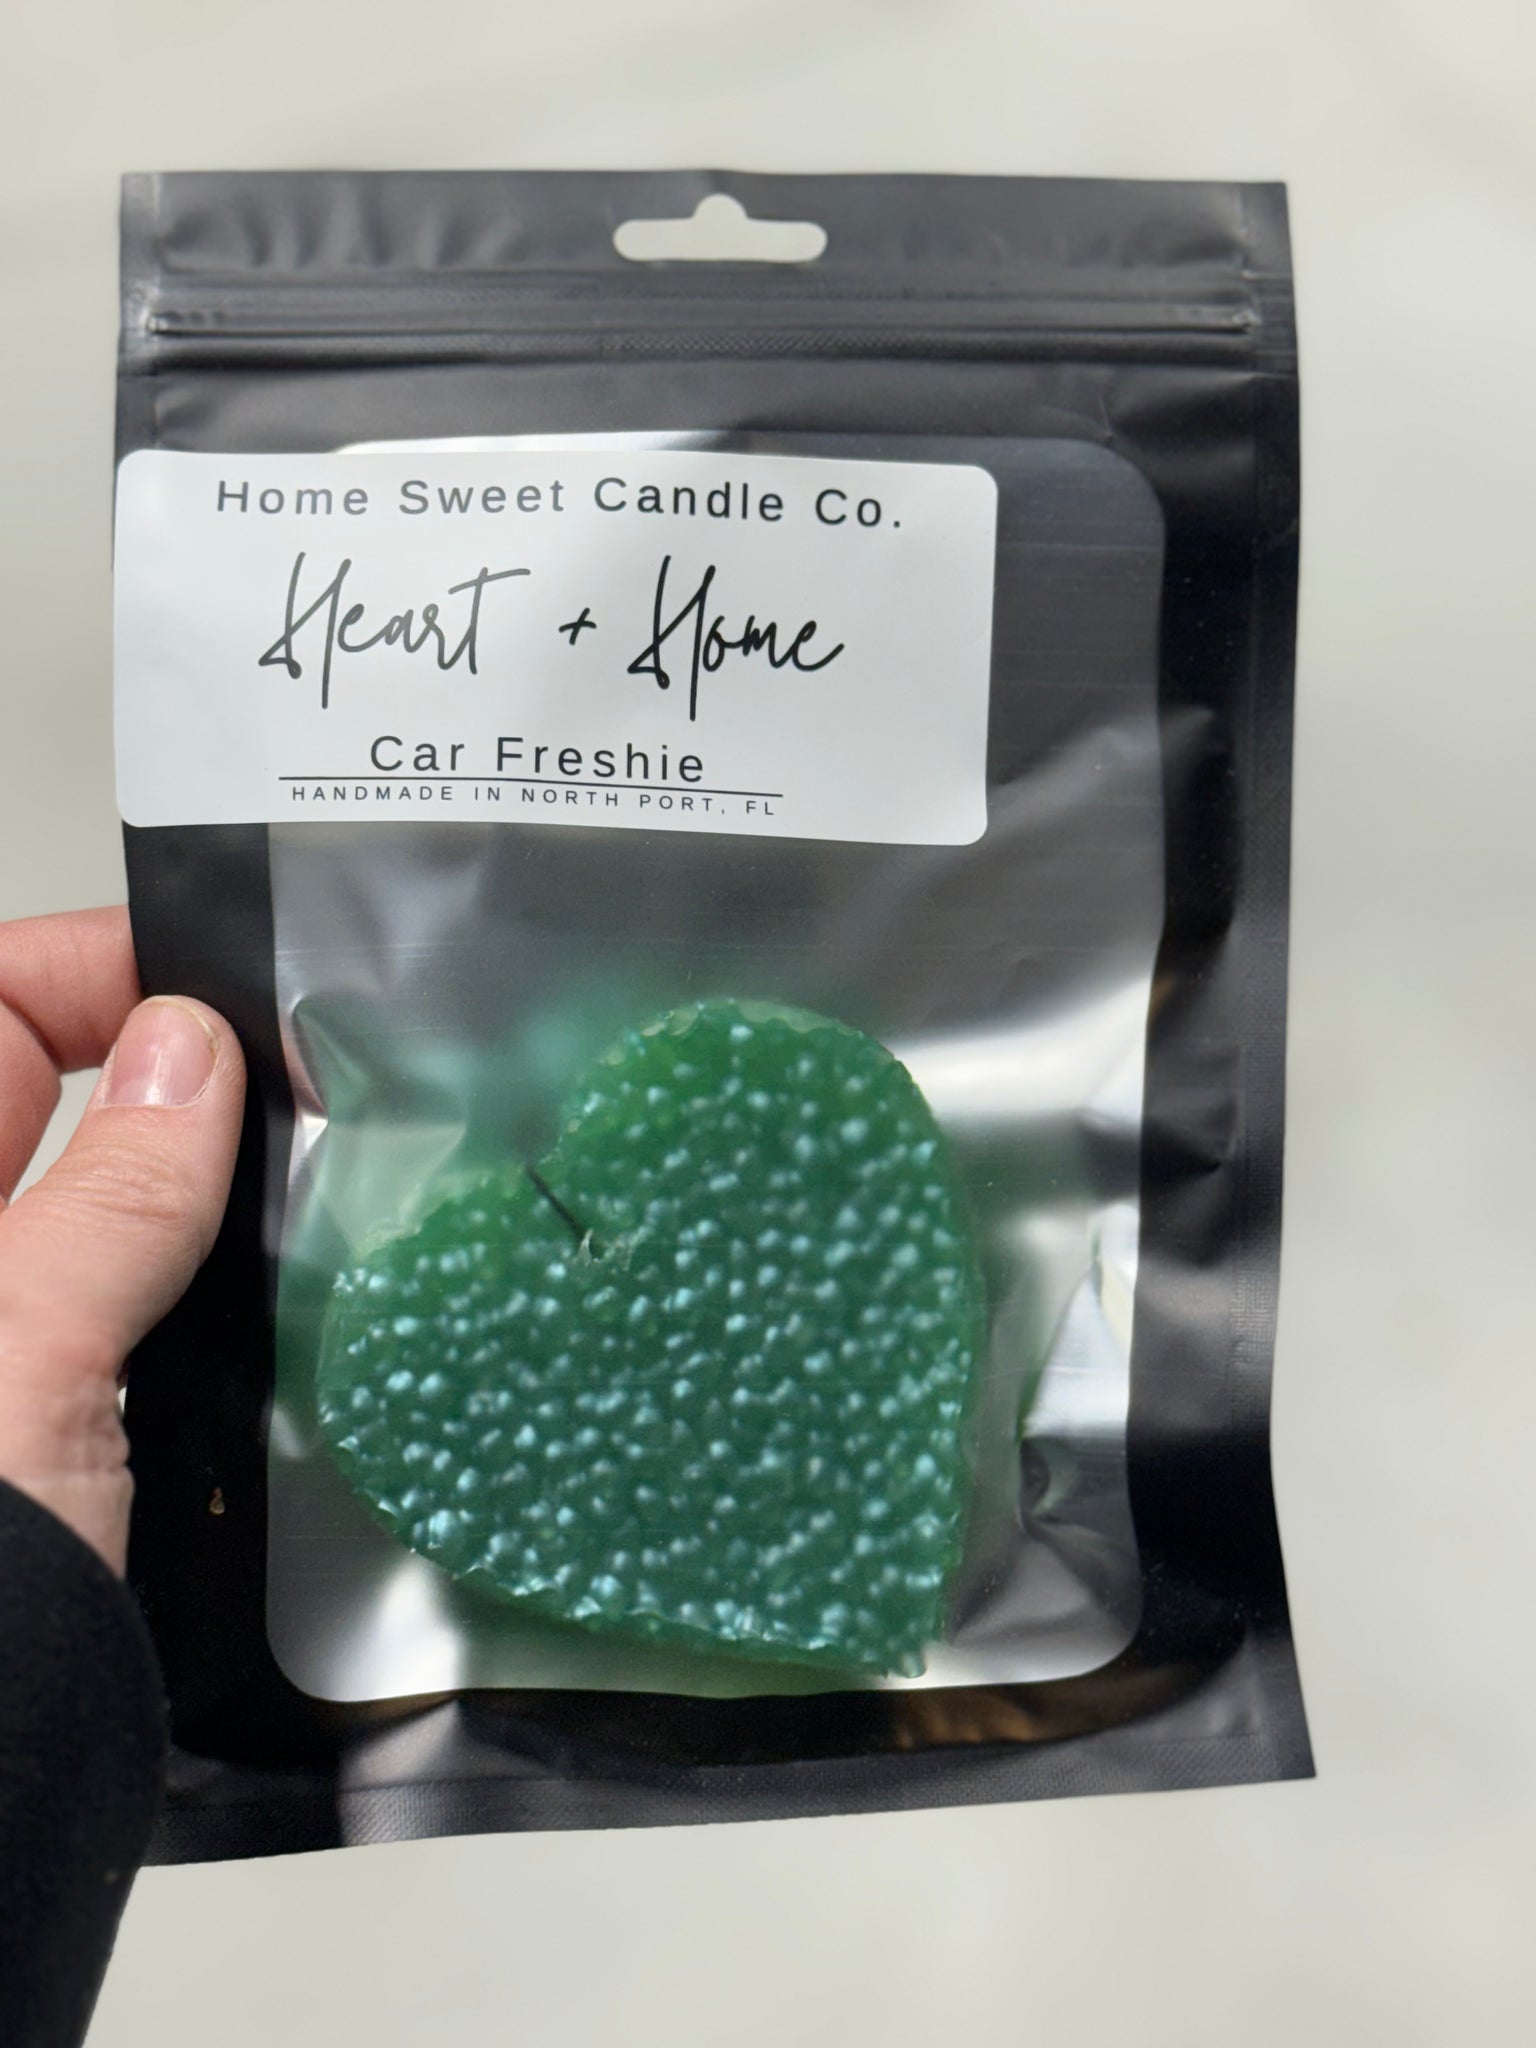 Home Sweet Candle Co.
Heart + Home
Car Freshie
HANDMADE IN NORTH PORT, FL